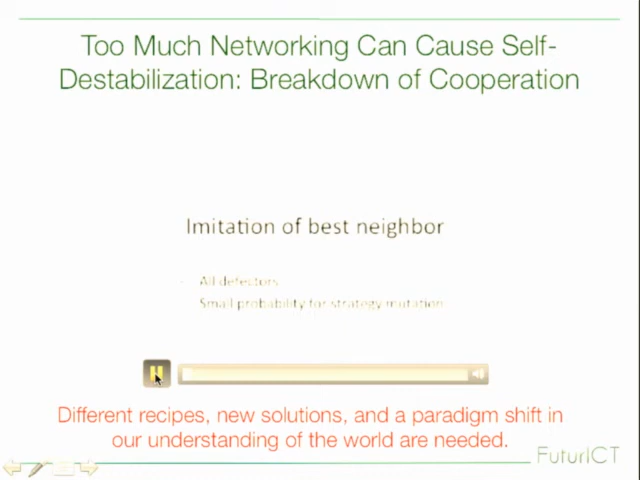 Too Much Networking Can Cause Self-
Destabilization: Breakdown of Cooperation
Imitation of best neighbor
- All defectors
Small probability for strategy mutation
Different recipes, new solutions, and a paradigm shift in
our understanding of the world are needed.
FuturICT